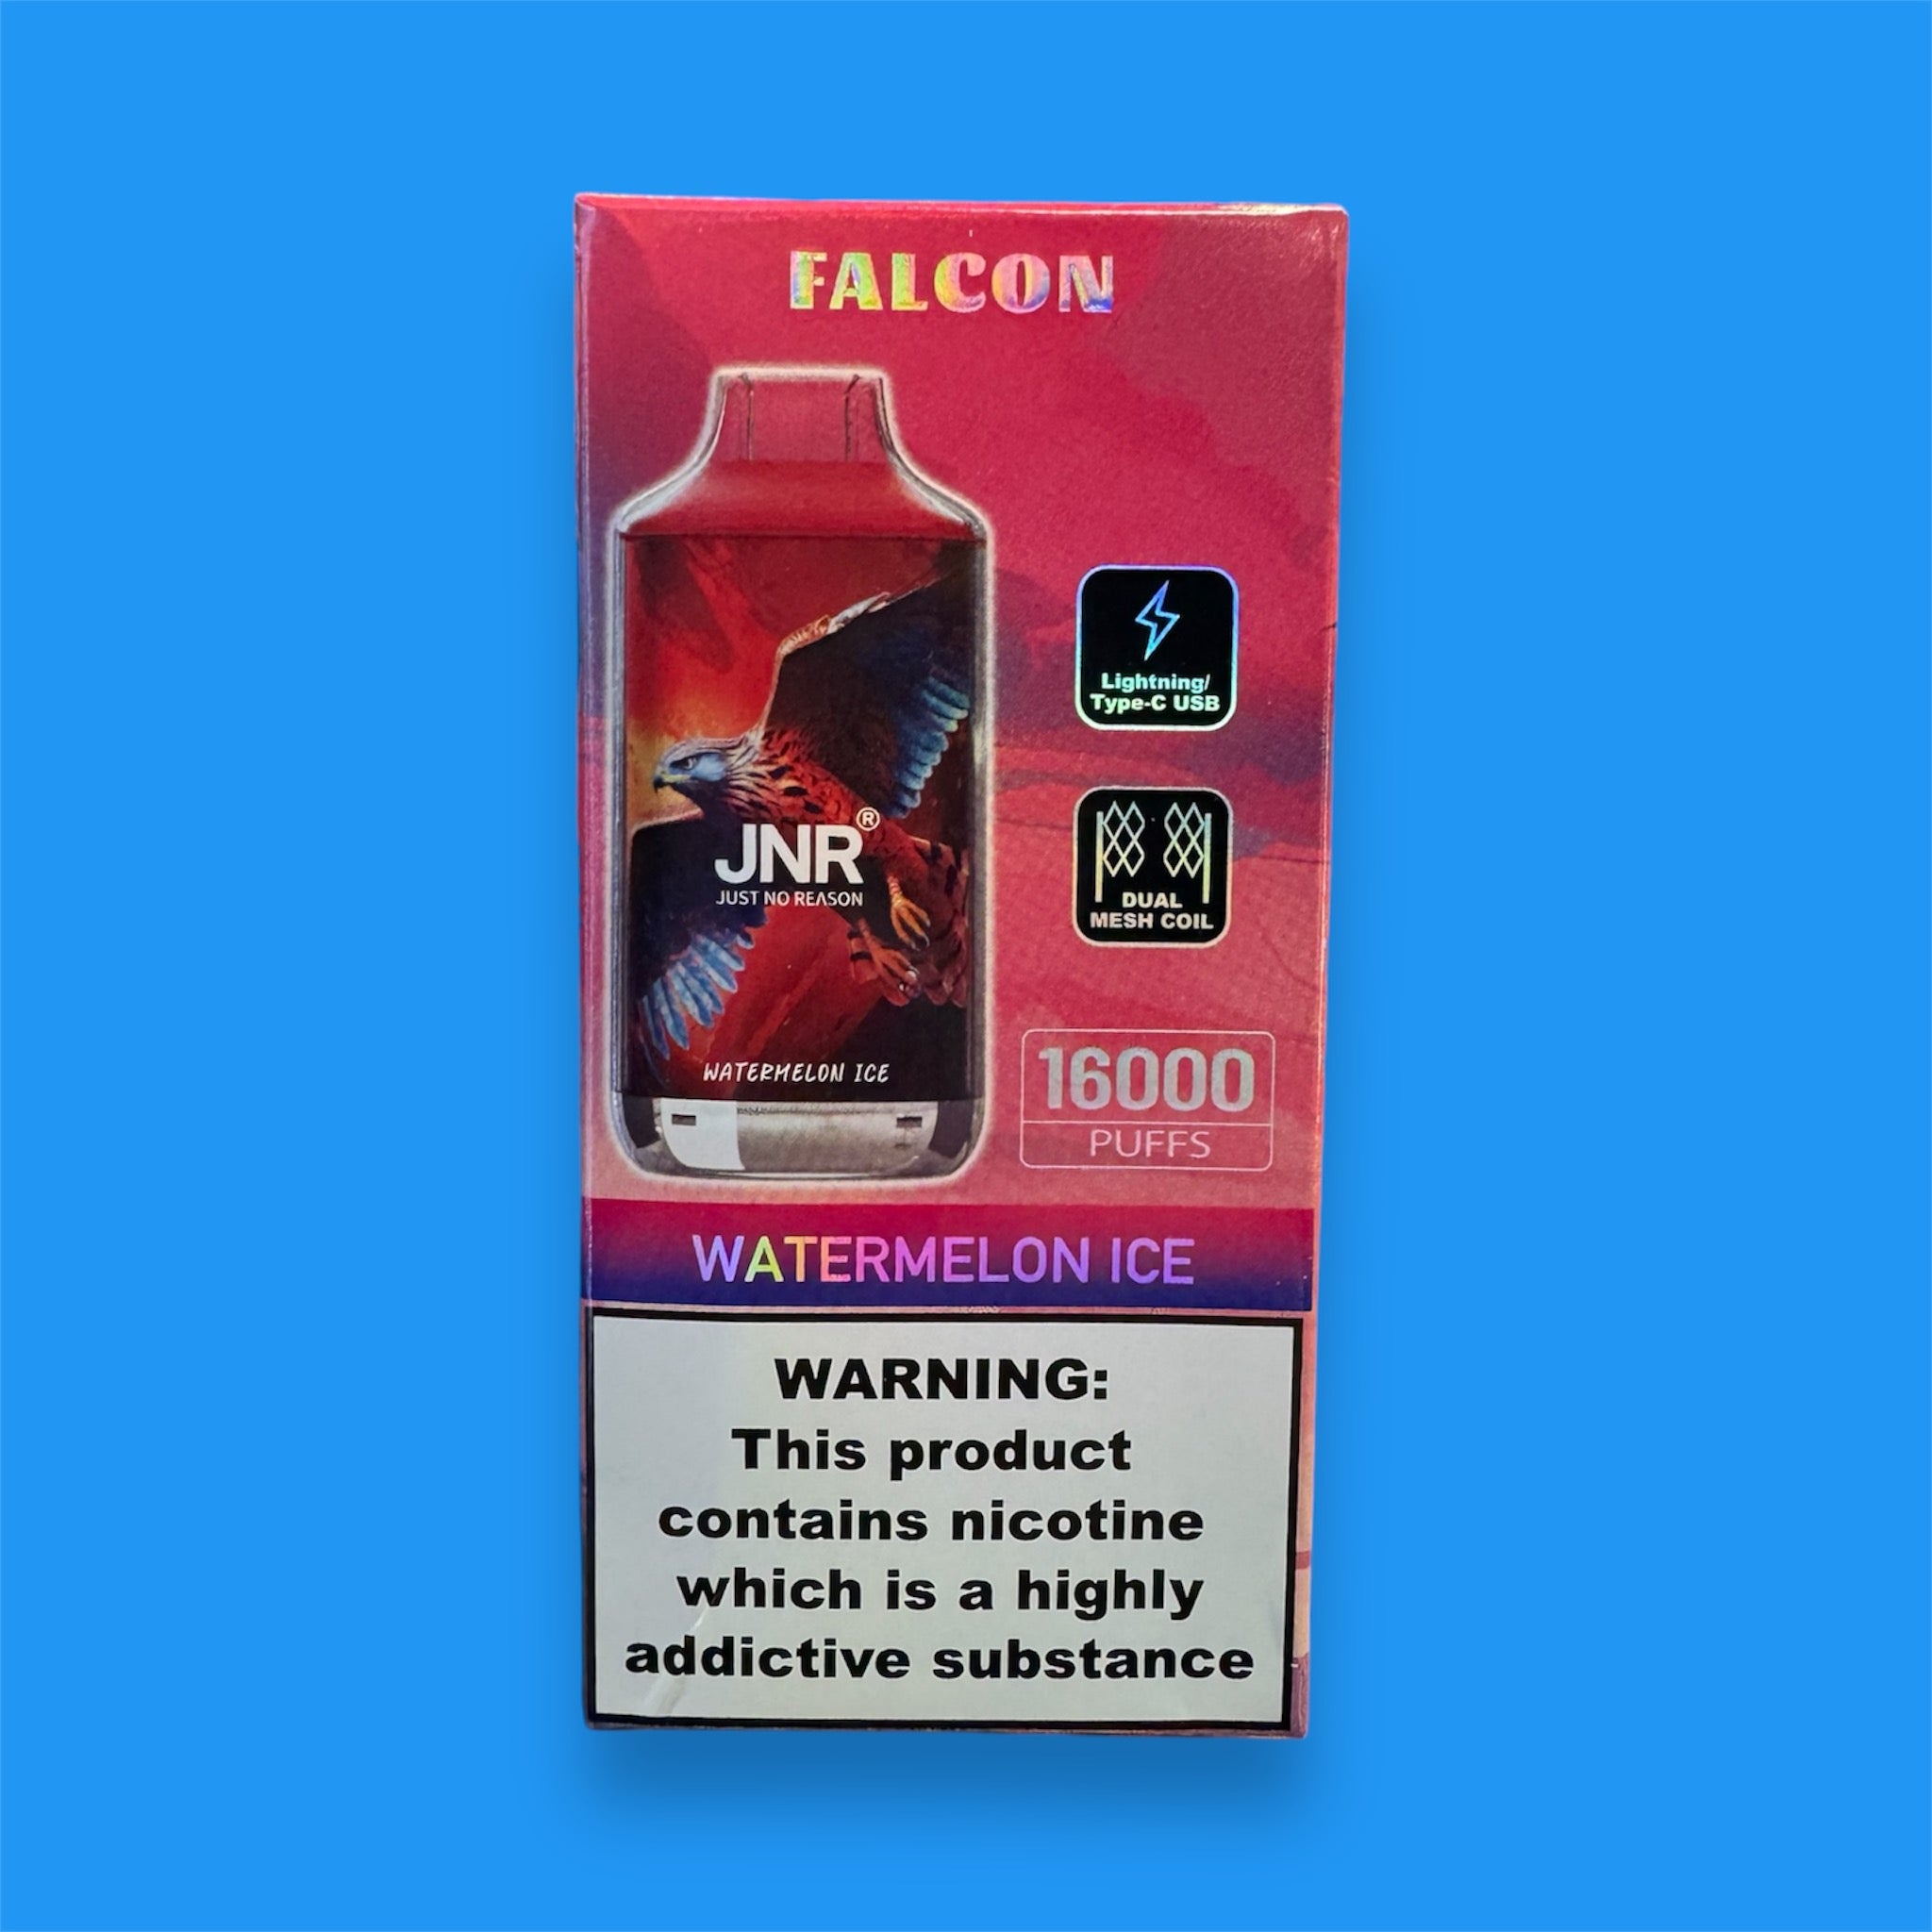 FALCON
Lightning/
Type-C USB
JNR®
JUST NO REASON
DUAL
MESH COIL
WATERMELON ICE
16000
PUFFS
WATERMELON ICE
WARNING:
This product
contains nicotine
which is a highly
addictive substance